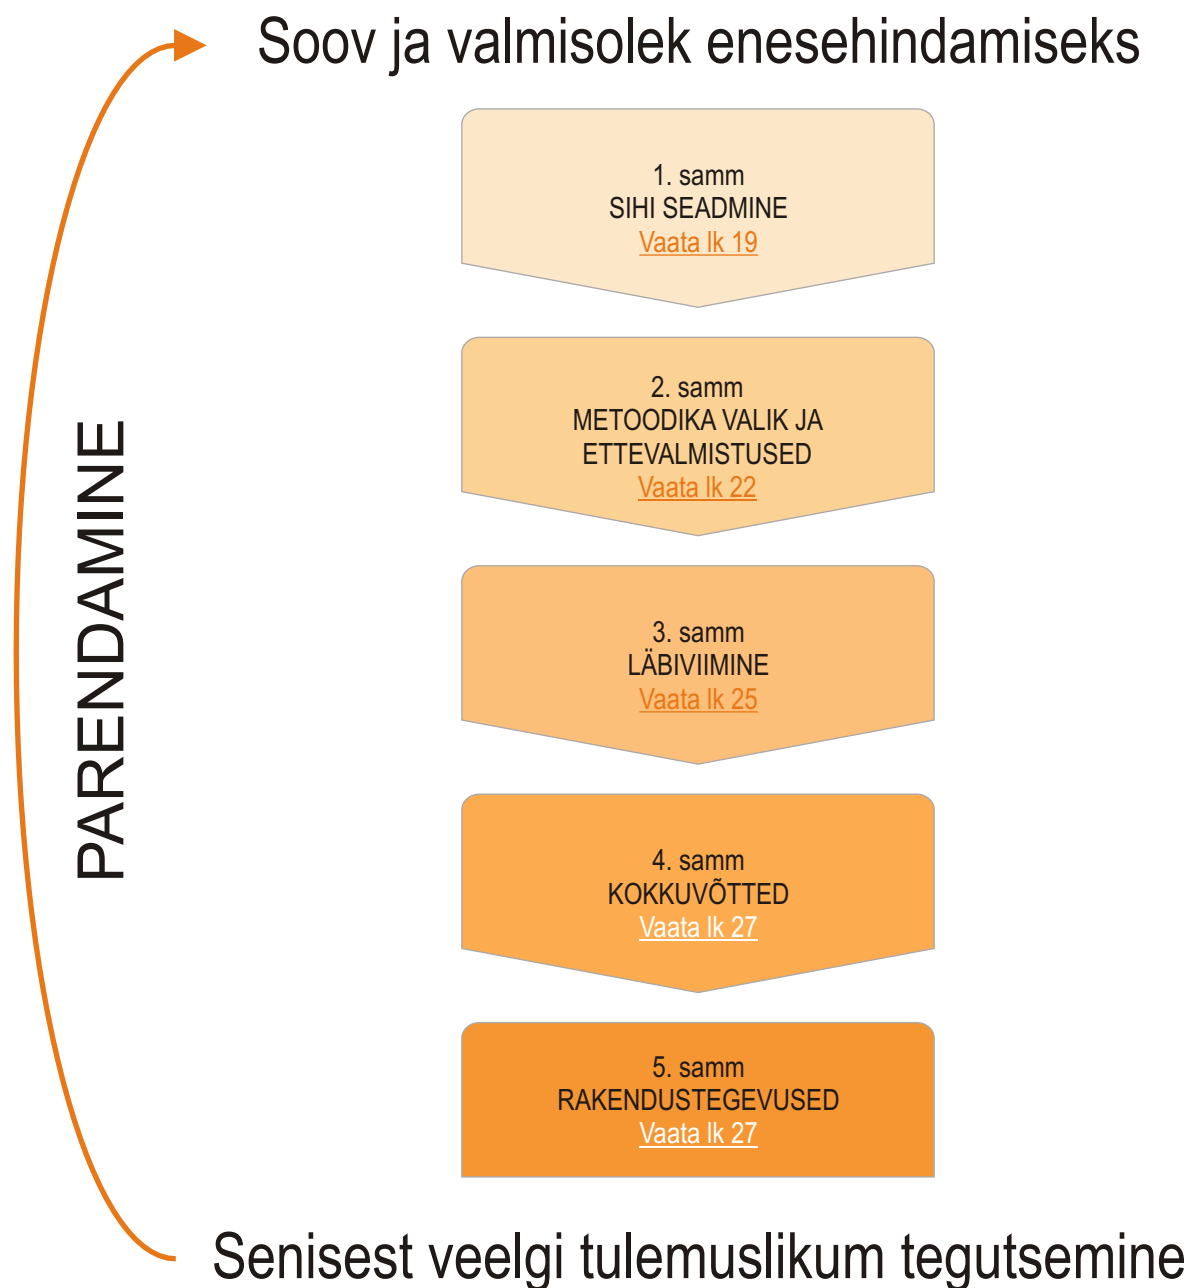 Soov ja valmisolek enesehindamiseks
1. samm
SIHI SEADMINE
Vaata lk 19
2. samm
METOODIKA VALIK JA
ETTEVALMISTUSED
Vaata lk 22
PARENDAMINE
3. samm
LÄBIVIIMINE
Vaata lk 25
4. samm
KOKKUVÕTTED
Vaata lk 27
5. samm
RAKENDUSTEGEVUSED
Vaata lk 27
Senisest veelgi tulemuslikum tegutsemine